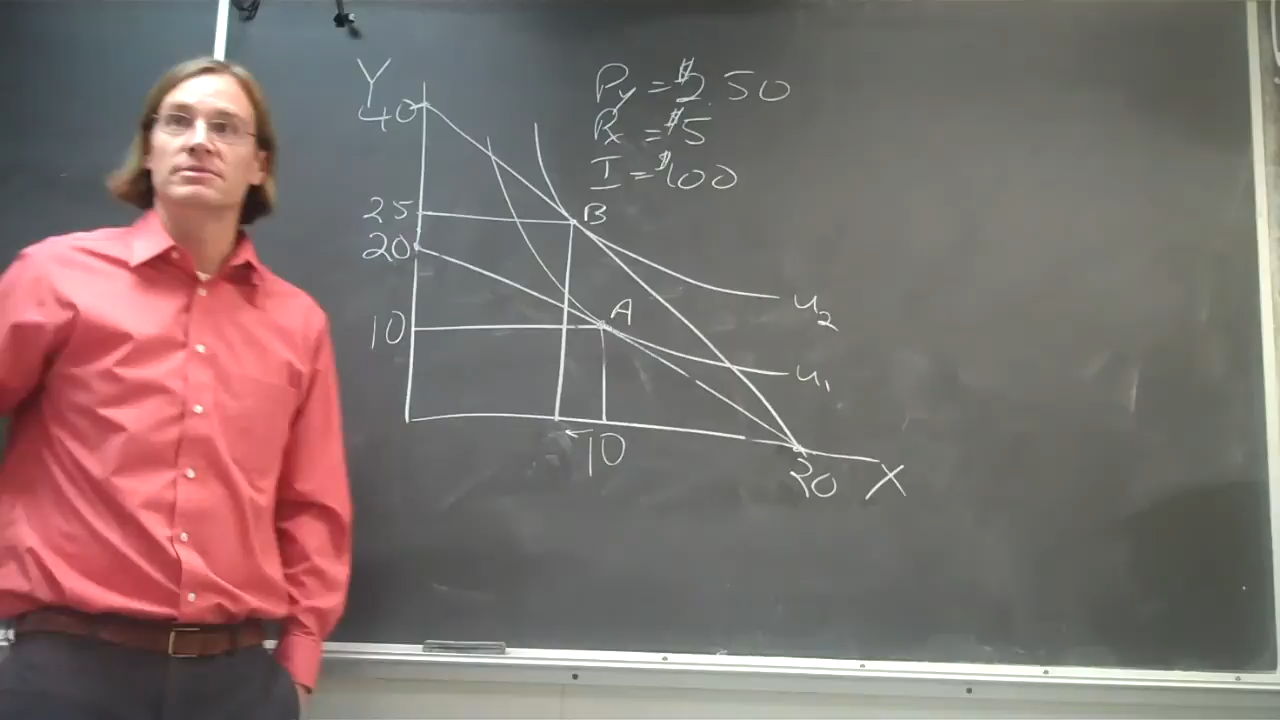 Y
40
Py = $2.50
Px = $5
I = $100
25
B
20
U2
A
10
U1
10
20
X